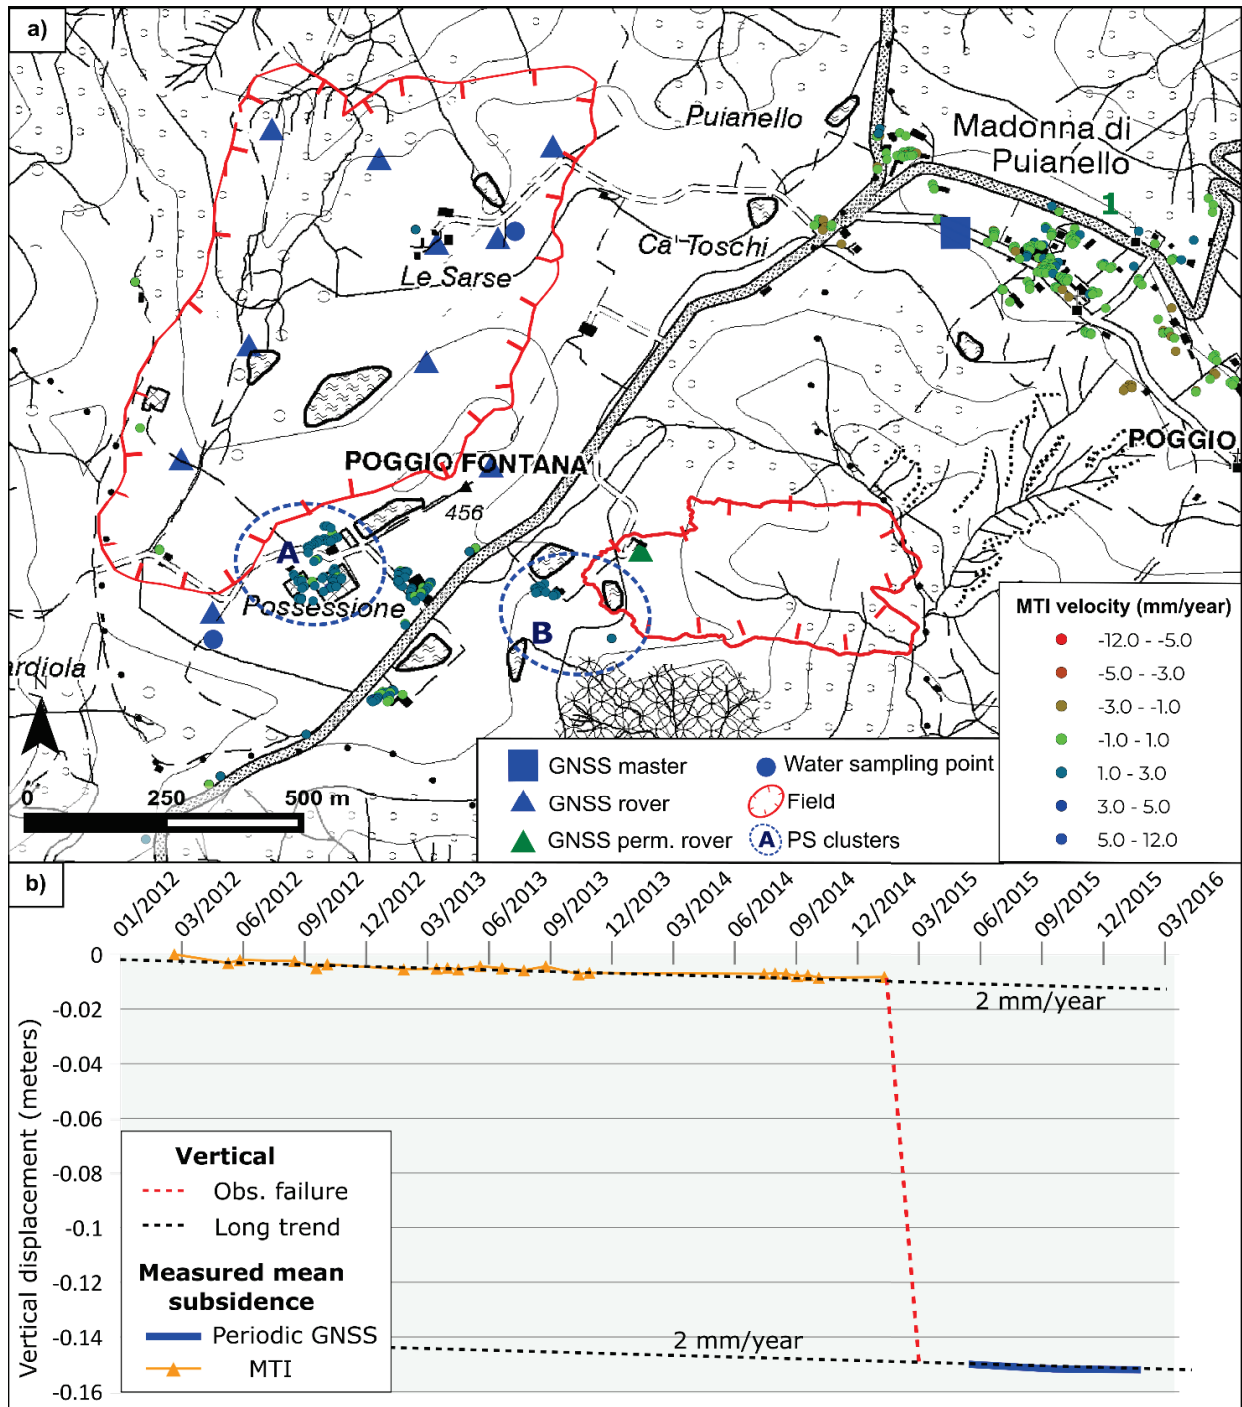 a)
Puianello
Madonna di
Puianello
1
Ca' Toschi
Le Sarse
POGGIO FONTANA
POGGIO
456
A
Possessione
B
ardiola
N
0 250 500 m
GNSS master
GNSS rover
GNSS perm. rover
Water sampling point
Field
A PS clusters
MTI velocity (mm/year)
-12.0 - -5.0
-5.0 - -3.0
-3.0 - -1.0
-1.0 - 1.0
1.0 - 3.0
3.0 - 5.0
5.0 - 12.0
b)
01/2012 03/2012 06/2012 09/2012 12/2012 03/2013 06/2013 09/2013 03/2014 06/2014 09/2014 12/2014 03/2015 06/2015 09/2015 12/2015 03/2016
0
-0.02
-0.04
-0.06
-0.08
-0.1
-0.12
-0.14
-0.16
Vertical displacement (meters)
2 mm/year
2 mm/year
Vertical
Obs. failure
Long trend
Measured mean
subsidence
Periodic GNSS
MTI